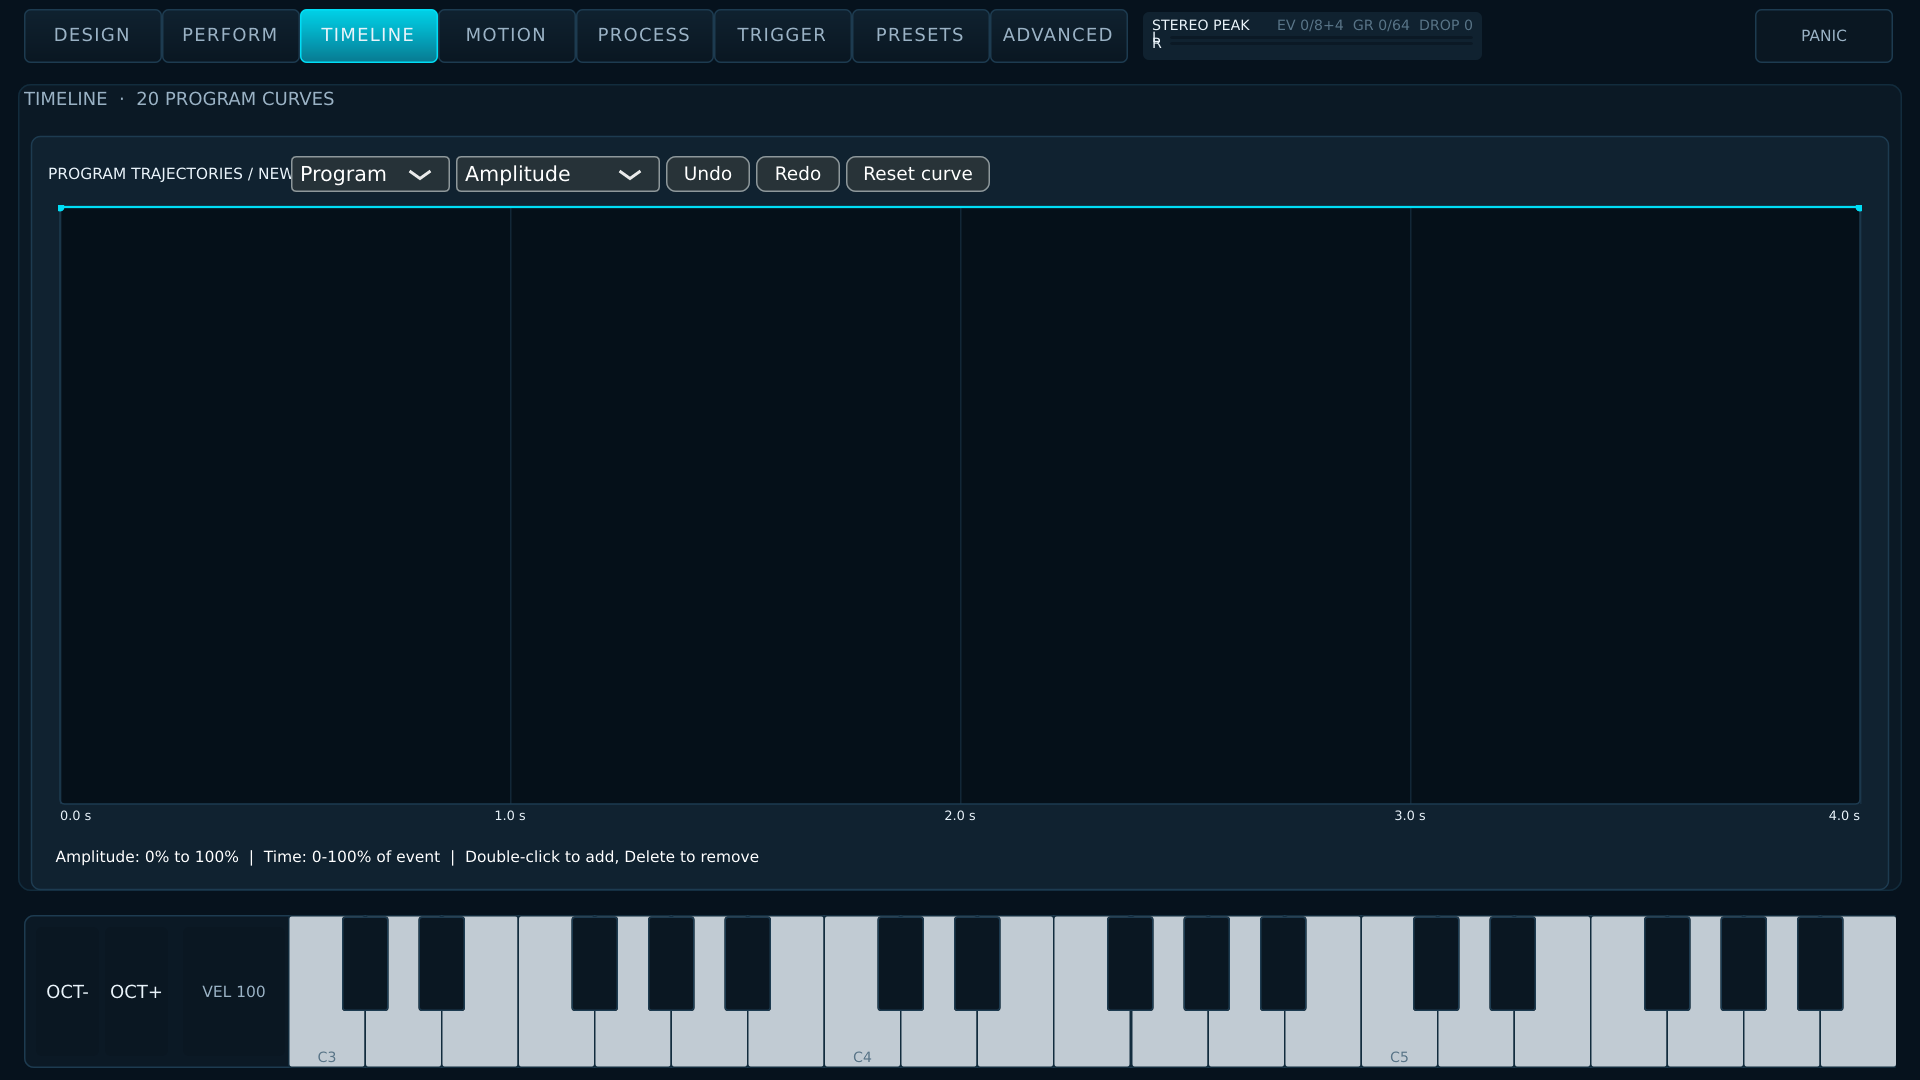 DESIGN PERFORM TIMELINE MOTION PROCESS TRIGGER PRESETS ADVANCED STEREO PEAK EV 0/8+4 GR 0/64 DROP 0 PANIC
L
R
TIMELINE · 20 PROGRAM CURVES
PROGRAM TRAJECTORIES / NEW Program Amplitude Undo Redo Reset curve
0.0 s 1.0 s 2.0 s 3.0 s 4.0 s
Amplitude: 0% to 100% | Time: 0-100% of event | Double-click to add, Delete to remove
OCT- OCT+ VEL 100
C3 C4 C5